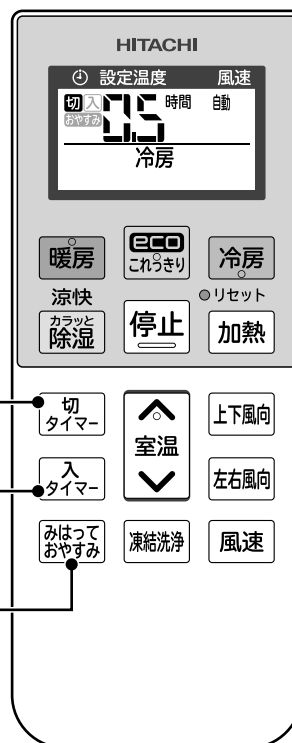 HITACHI
設定温度 風速
切 入 0.5 時間 自動
おやすみ
冷房
暖房
eco
これっきり
冷房
涼快
カラッと
除湿
停止
リセット
加熱
切
タイマー
室温
上下風向
入
タイマー
左右風向
みはって
おやすみ
凍結洗浄
風速